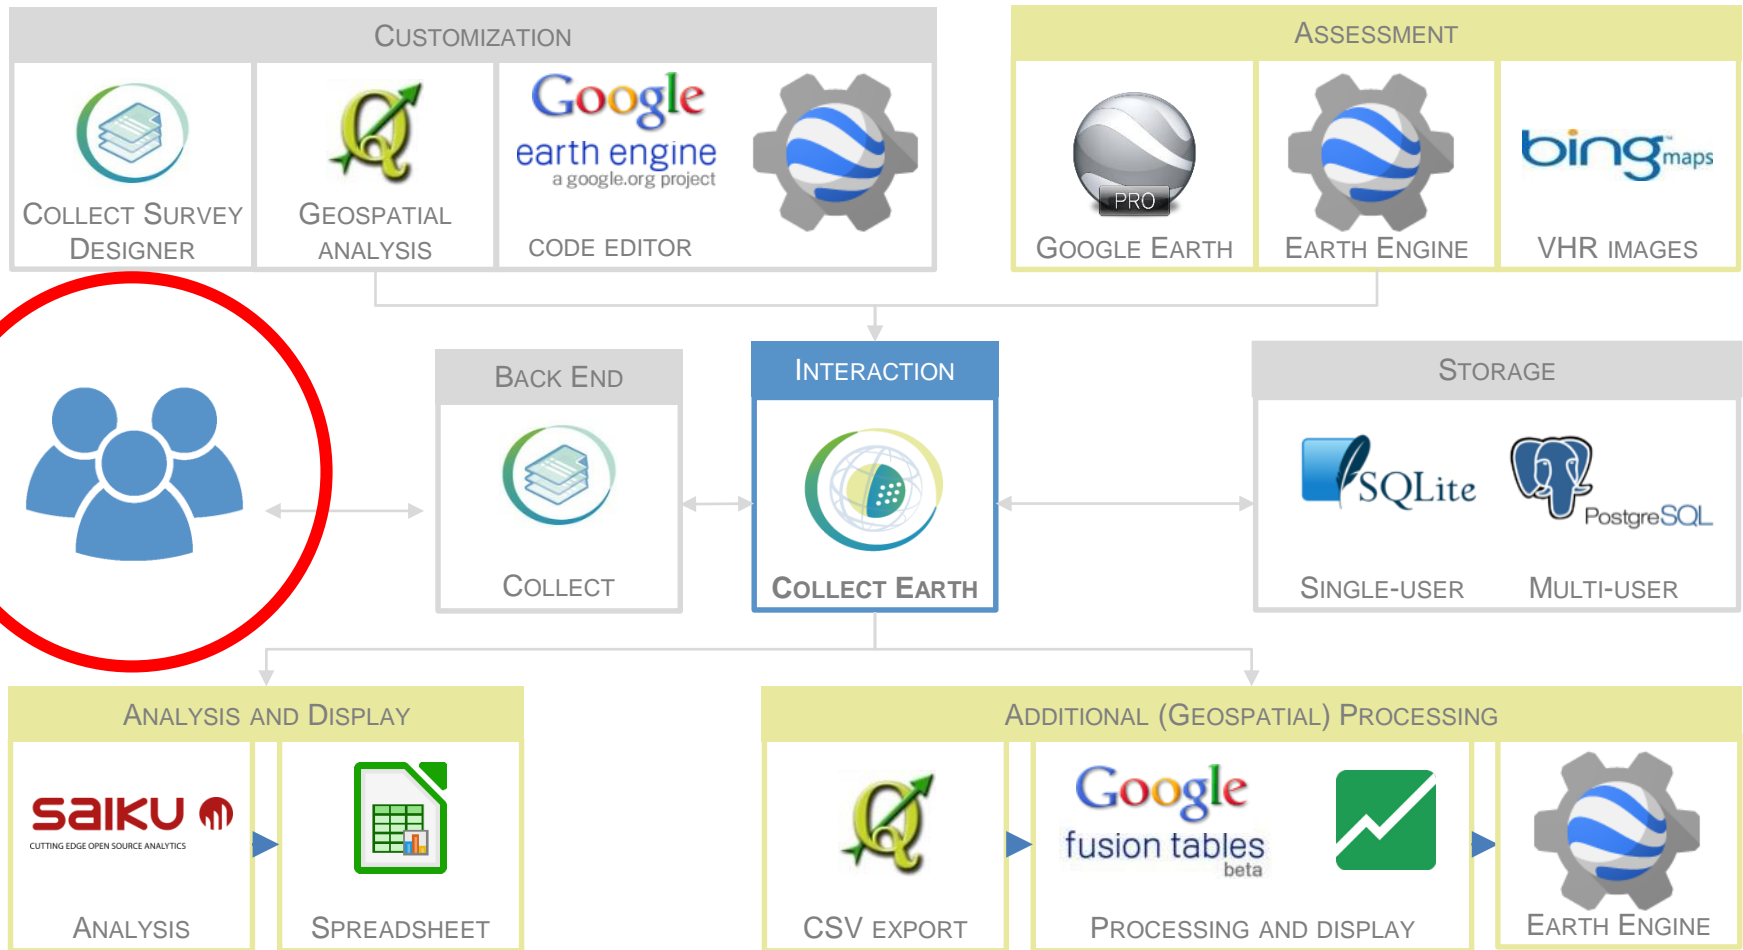 CUSTOMIZATION
COLLECT SURVEY
DESIGNER
GEOSPATIAL
ANALYSIS
Google
earth engine
a google.org project
CODE EDITOR
ASSESSMENT
PRO
GOOGLE EARTH
EARTH ENGINE
bing™ maps
VHR IMAGES
BACK END
COLLECT
INTERACTION
COLLECT EARTH
STORAGE
SQLite
SINGLE-USER
PostgreSQL
MULTI-USER
ANALYSIS AND DISPLAY
saiku
CUTTING EDGE OPEN SOURCE ANALYTICS
ANALYSIS
SPREADSHEET
ADDITIONAL (GEOSPATIAL) PROCESSING
CSV EXPORT
Google
fusion tables
beta
PROCESSING AND DISPLAY
EARTH ENGINE